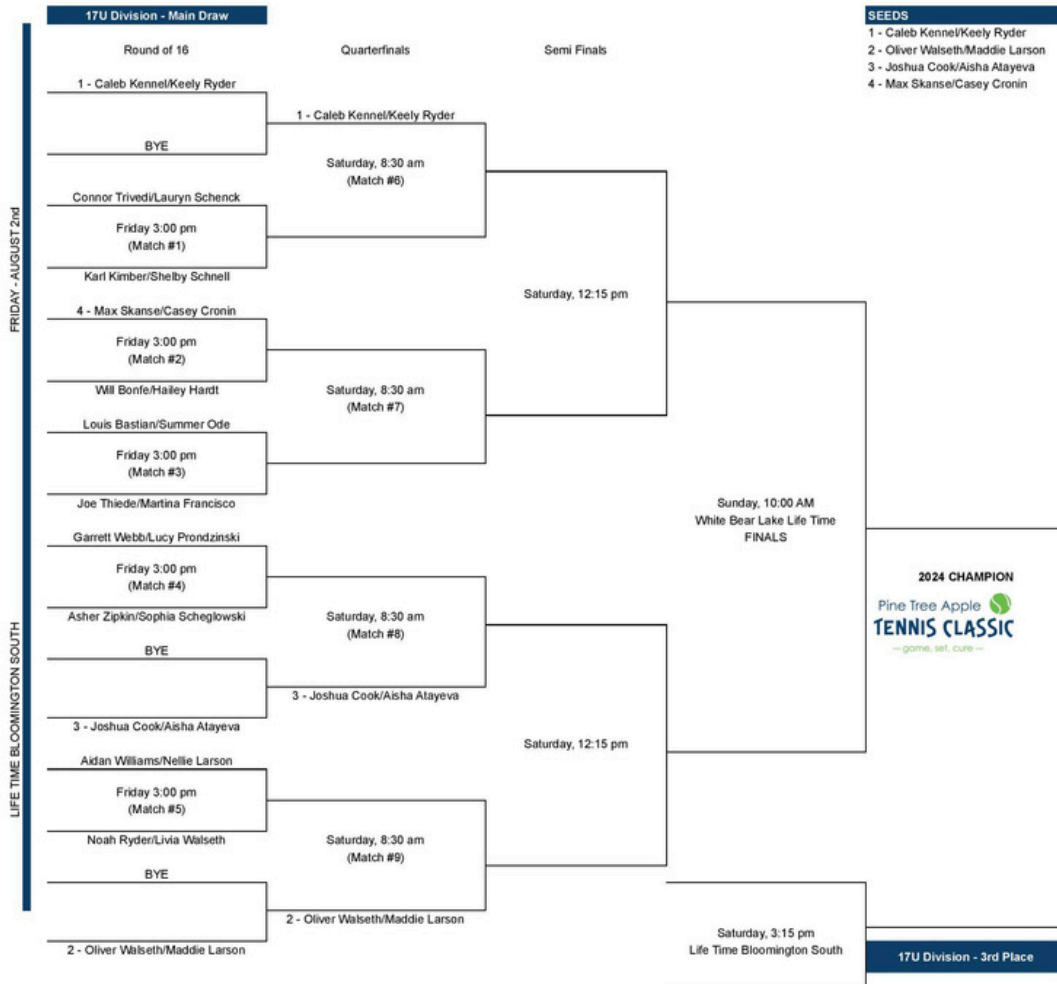 17U Division - Main Draw
SEEDS
1 - Caleb Kennel/Keely Ryder
2 - Oliver Walseth/Maddie Larson
3 - Joshua Cook/Aisha Atayeva
4 - Max Skanse/Casey Cronin
Round of 16
Quarterfinals
Semi Finals
FRIDAY - AUGUST 2nd
LIFE TIME BLOOMINGTON SOUTH
1 - Caleb Kennel/Keely Ryder
BYE
Connor Trivedi/Lauryn Schenck
Friday 3:00 pm
(Match #1)
Karl Kimber/Shelby Schnell
4 - Max Skanse/Casey Cronin
Friday 3:00 pm
(Match #2)
Will Bonfe/Hailey Hardt
Louis Bastian/Summer Ode
Friday 3:00 pm
(Match #3)
Joe Thiede/Martina Francisco
Garrett Webb/Lucy Prondzinski
Friday 3:00 pm
(Match #4)
Asher Zipkin/Sophia Scheglowski
BYE
3 - Joshua Cook/Aisha Atayeva
Aidan Williams/Nellie Larson
Friday 3:00 pm
(Match #5)
Noah Ryder/Livia Walseth
BYE
2 - Oliver Walseth/Maddie Larson
1 - Caleb Kennel/Keely Ryder
Saturday, 8:30 am
(Match #6)
Saturday, 8:30 am
(Match #7)
Saturday, 8:30 am
(Match #8)
3 - Joshua Cook/Aisha Atayeva
Saturday, 8:30 am
(Match #9)
2 - Oliver Walseth/Maddie Larson
Saturday, 12:15 pm
Saturday, 12:15 pm
Sunday, 10:00 AM
White Bear Lake Life Time
FINALS
2024 CHAMPION
Pine Tree Apple
TENNIS CLASSIC
— game, set, cure —
Saturday, 3:15 pm
Life Time Bloomington South
17U Division - 3rd Place